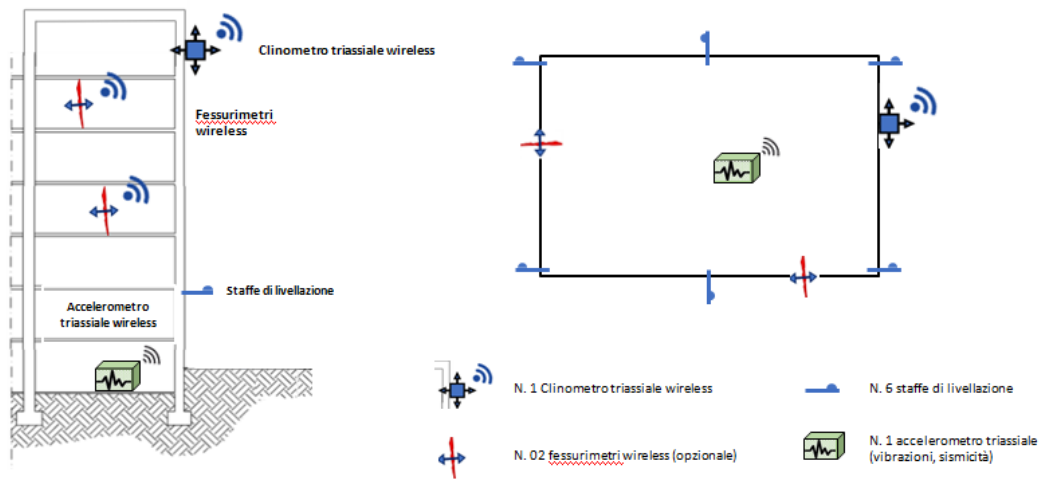 Clinometro triassiale wireless
Fessurimetri
wireless
Staffe di livellazione
Accelerometro
triassiale wireless
N. 1 Clinometro triassiale wireless
N. 6 staffe di livellazione
N. 02 fessurimetri wireless (opzionale)
N. 1 accelerometro triassiale
(vibrazioni, sismicità)